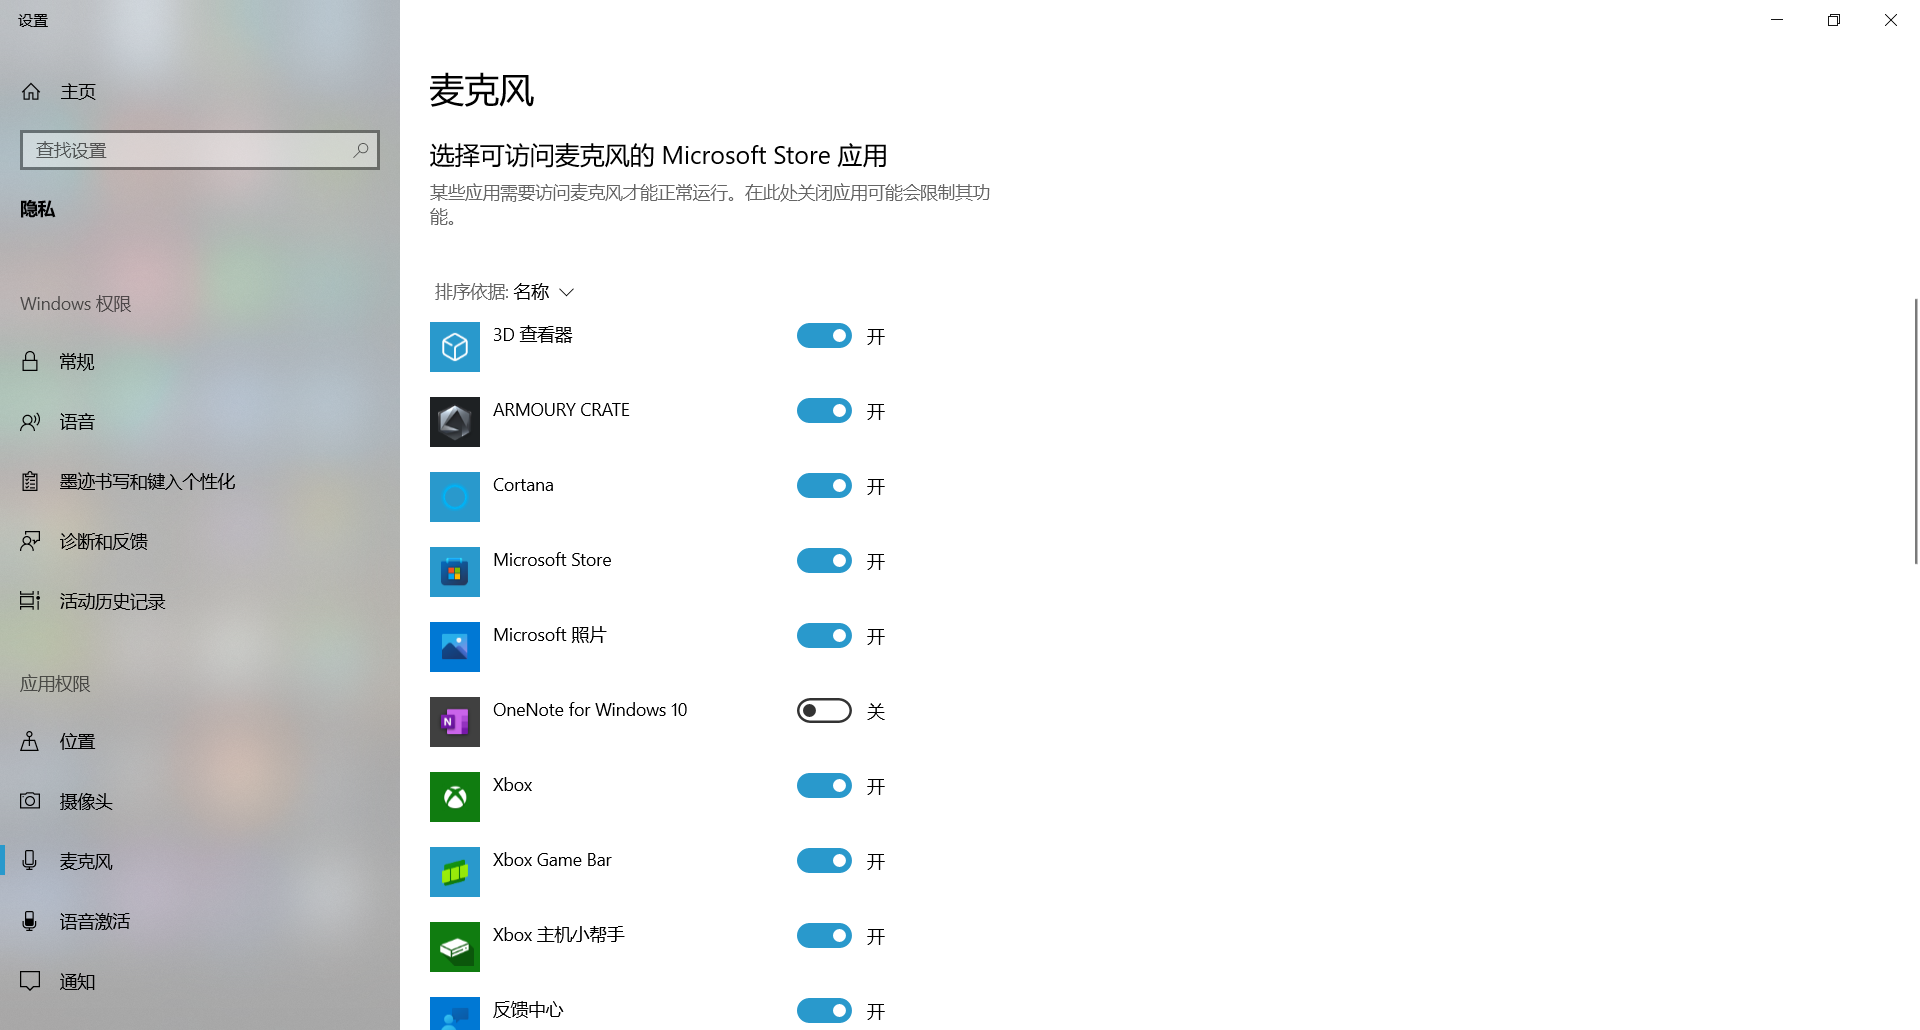 设置
主页
查找设置
隐私
Windows 权限
常规
语音
墨迹书写和键入个性化
诊断和反馈
活动历史记录
应用权限
位置
摄像头
麦克风
语音激活
通知
麦克风
选择可访问麦克风的 Microsoft Store 应用
某些应用需要访问麦克风才能正常运行。在此处关闭应用可能会限制其功
能。
排序依据: 名称
3D 查看器 开
ARMOURY CRATE 开
Cortana 开
Microsoft Store 开
Microsoft 照片 开
N OneNote for Windows 10 关
Xbox 开
Xbox Game Bar 开
Xbox 主机小帮手 开
反馈中心 开